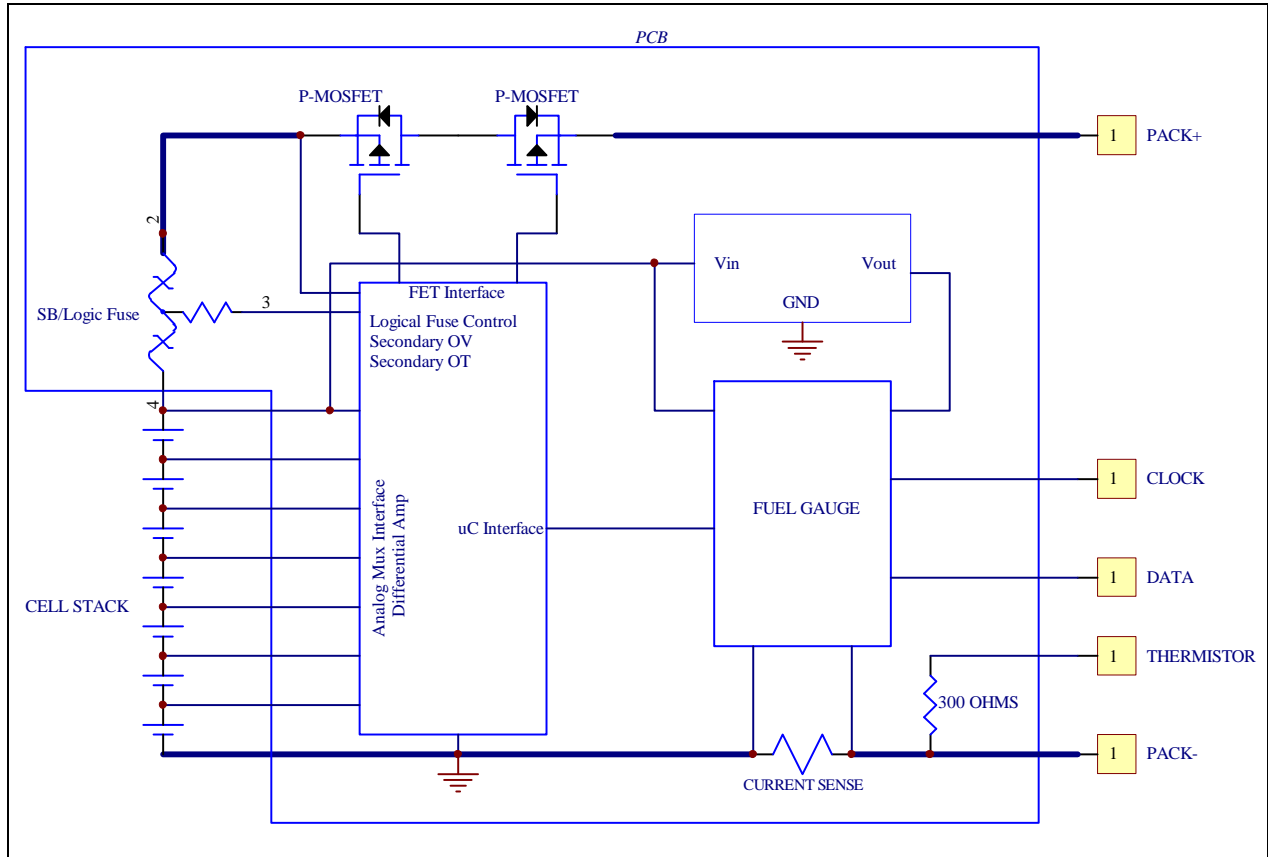 PCB
P-MOSFET
P-MOSFET
1
PACK+
2
Vin
Vout
GND
SB/Logic Fuse
3
FET Interface
Logical Fuse Control
Secondary OV
Secondary OT
4
Analog Mux Interface
Differential Amp
uC Interface
FUEL GAUGE
1
CLOCK
1
DATA
CELL STACK
1
THERMISTOR
300 OHMS
1
PACK-
CURRENT SENSE